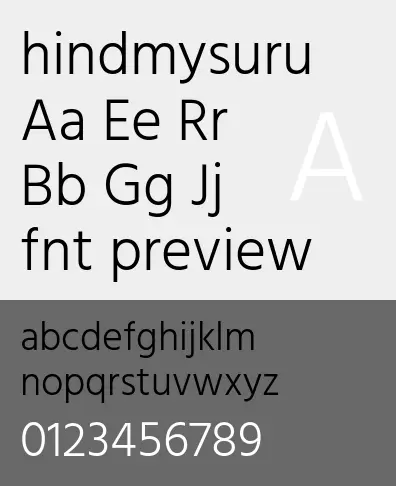 hindmysuru
Aa Ee Rr
A
Bb Gg Jj
fnt preview
abcdefghijklm
nopqrstuvwxyz
0123456789